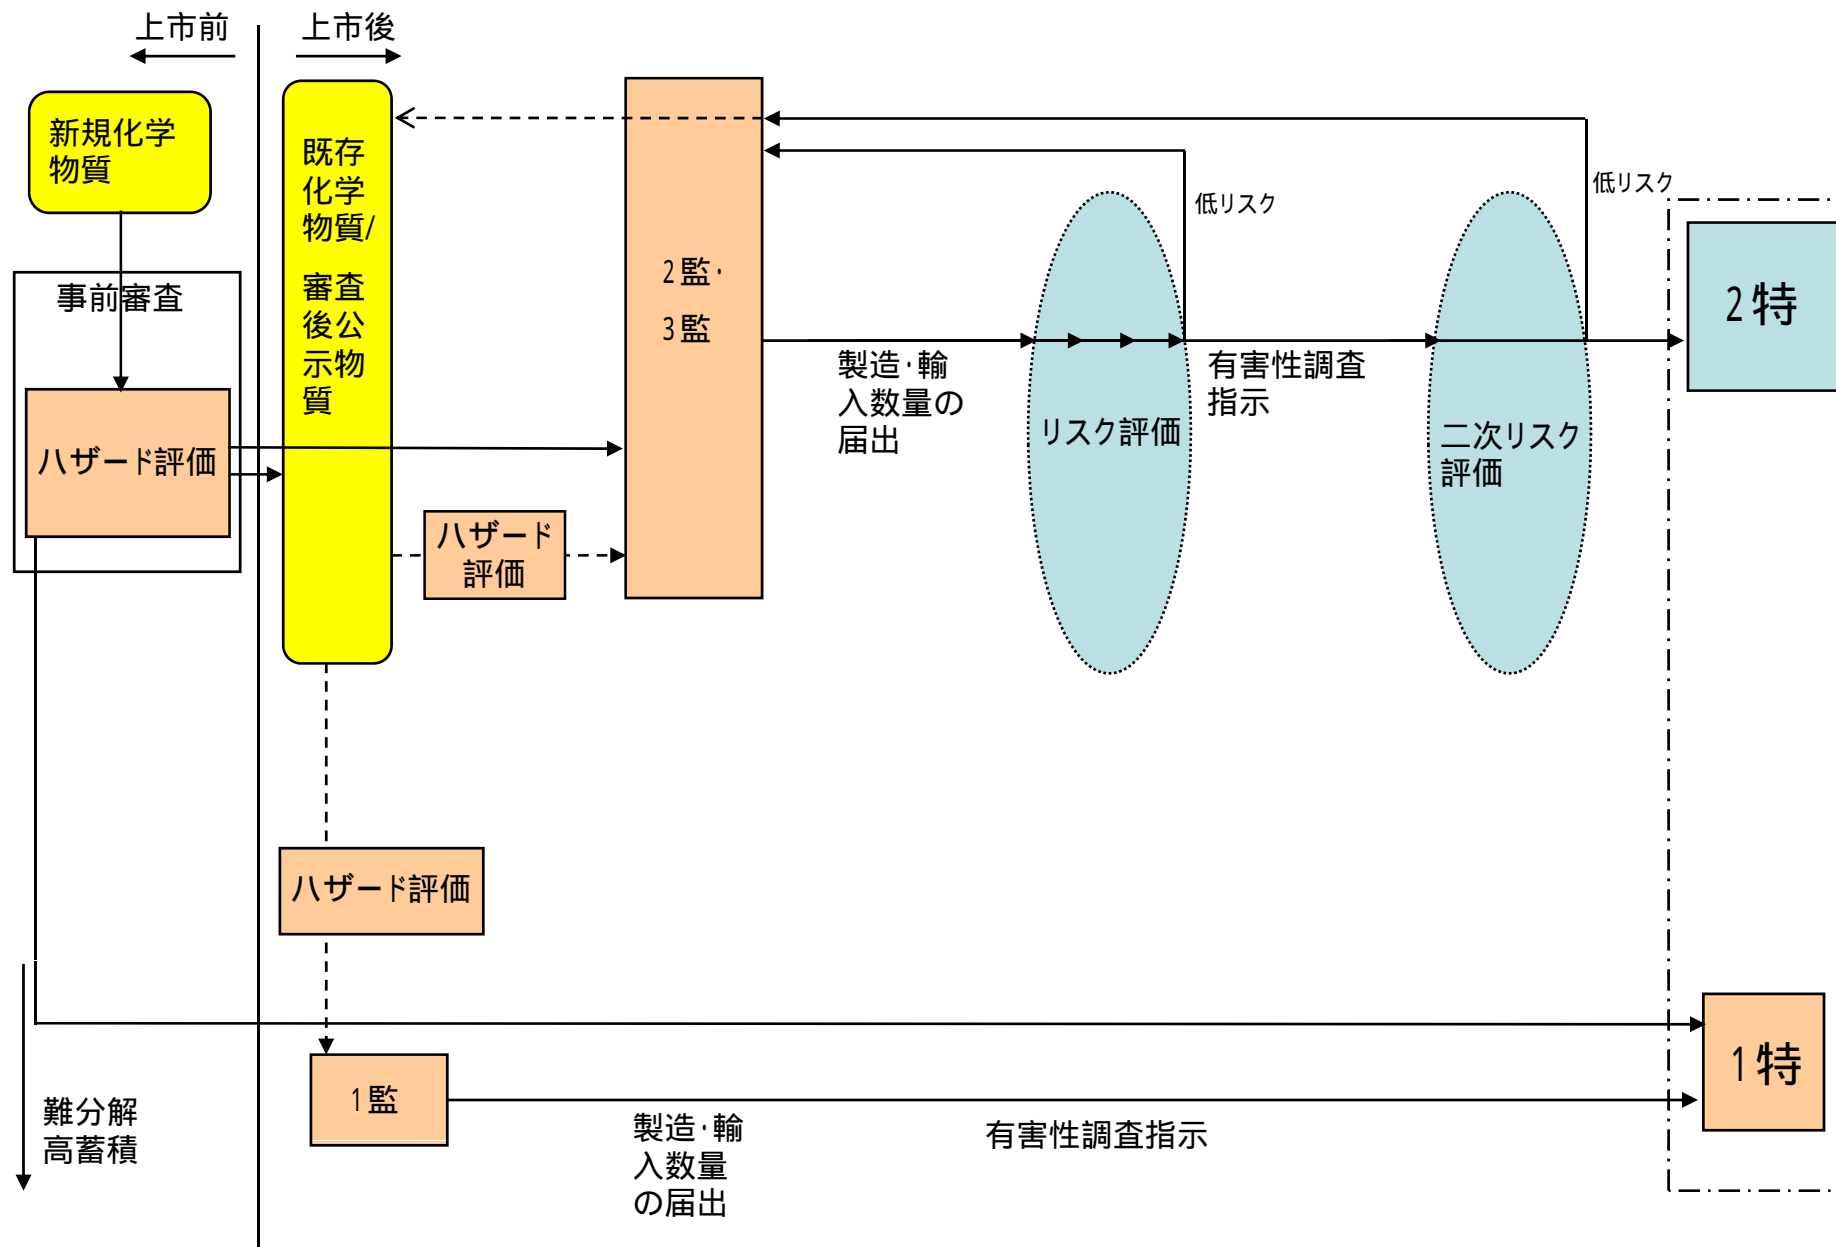 上市前
上市後
新規化学
物質
事前審査
ハザード評価
既存
化学
物質/
審査
後公
示物
質
ハザード
評価
2監・
3監
製造・輸
入数量の
届出
リスク評価
低リスク
有害性調査
指示
二次リスク
評価
低リスク
2特
ハザード評価
1監
製造・輸
入数量
の届出
有害性調査指示
1特
難分解
高蓄積